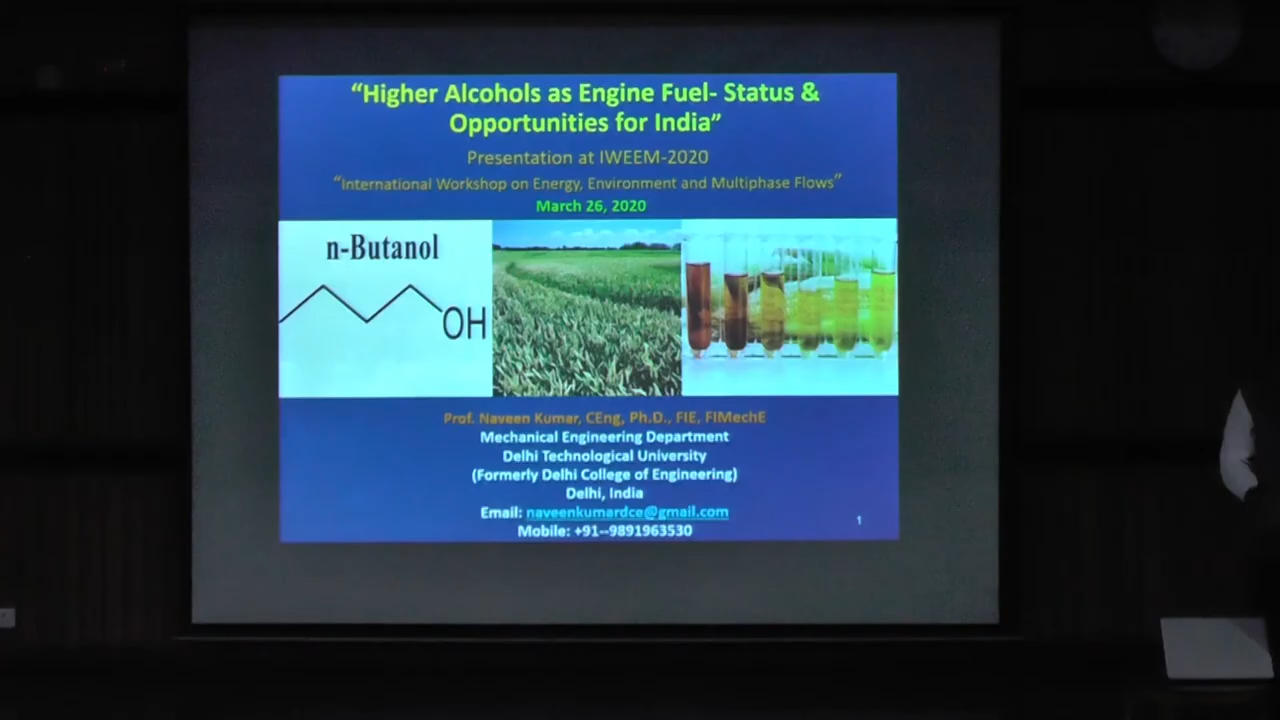 “Higher Alcohols as Engine Fuel- Status &
Opportunities for India”
Presentation at IWEEM-2020
“International Workshop on Energy, Environment and Multiphase Flows”
March 26, 2020
n-Butanol
OH
Prof. Naveen Kumar, CEng, Ph.D., FIE, FIMechE
Mechanical Engineering Department
Delhi Technological University
(Formerly Delhi College of Engineering)
Delhi, India
Email: naveenkumardce@gmail.com
Mobile: +91--9891963530
1